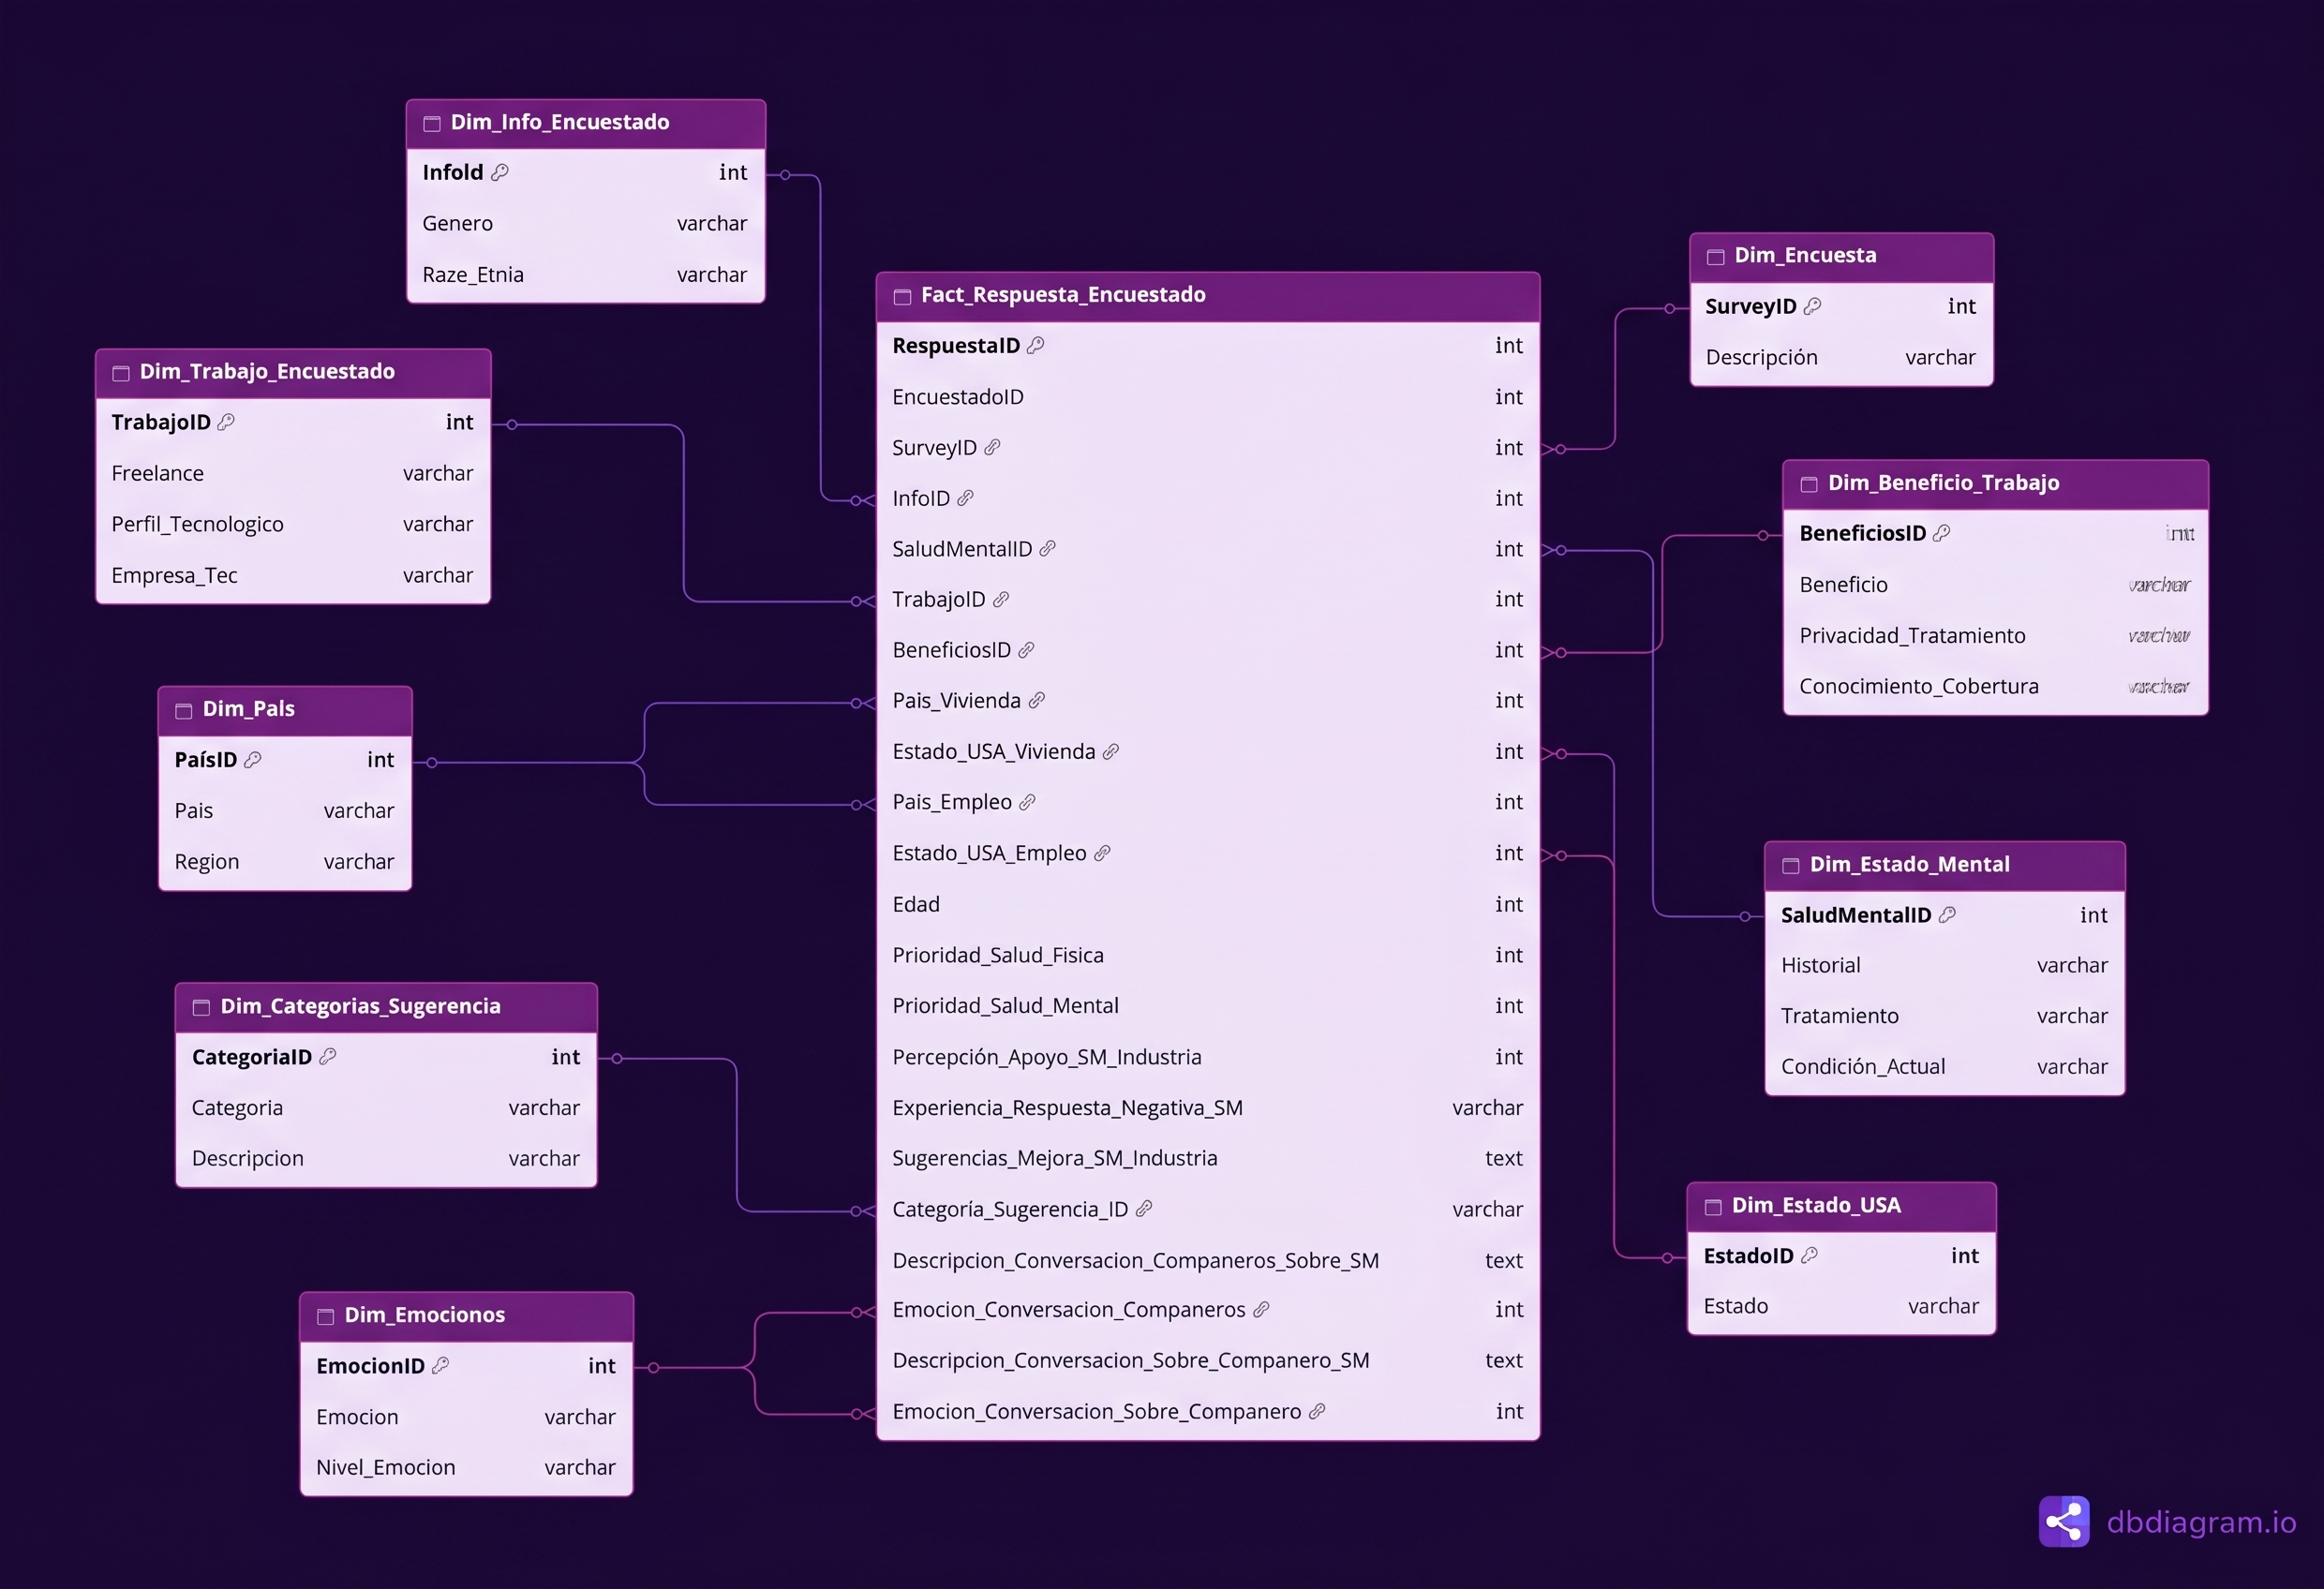 Dim_Info_Encuestado
InfoId int
Genero varchar
Raze_Etnia varchar
Dim_Trabajo_Encuestado
TrabajoID int
Freelance varchar
Perfil_Tecnologico varchar
Empresa_Tec varchar
Dim_Pals
PaísID int
Pais varchar
Region varchar
Dim_Categorias_Sugerencia
CategoriaID int
Categoria varchar
Descripcion varchar
Dim_Emocionos
EmocionID int
Emocion varchar
Nivel_Emocion varchar
Fact_Respuesta_Encuestado
RespuestaID int
EncuestadoID int
SurveyID int
InfoID int
SaludMentalID int
TrabajoID int
BeneficiosID int
Pais_Vivienda int
Estado_USA_Vivienda int
Pais_Empleo int
Estado_USA_Empleo int
Edad int
Prioridad_Salud_Fisica int
Prioridad_Salud_Mental int
Percepción_Apoyo_SM_Industria int
Experiencia_Respuesta_Negativa_SM varchar
Sugerencias_Mejora_SM_Industria text
Categoría_Sugerencia_ID varchar
Descripcion_Conversacion_Companeros_Sobre_SM text
Emocion_Conversacion_Companeros int
Descripcion_Conversacion_Sobre_Companero_SM text
Emocion_Conversacion_Sobre_Companero int
Dim_Encuesta
SurveyID int
Descripción varchar
Dim_Beneficio_Trabajo
BeneficiosID
Beneficio varchar
Privacidad_Tratamiento
Conocimiento_Cobertura
Dim_Estado_Mental
SaludMentalID int
Historial varchar
Tratamiento varchar
Condición_Actual varchar
Dim_Estado_USA
EstadoID int
Estado varchar
dbdiagram.io